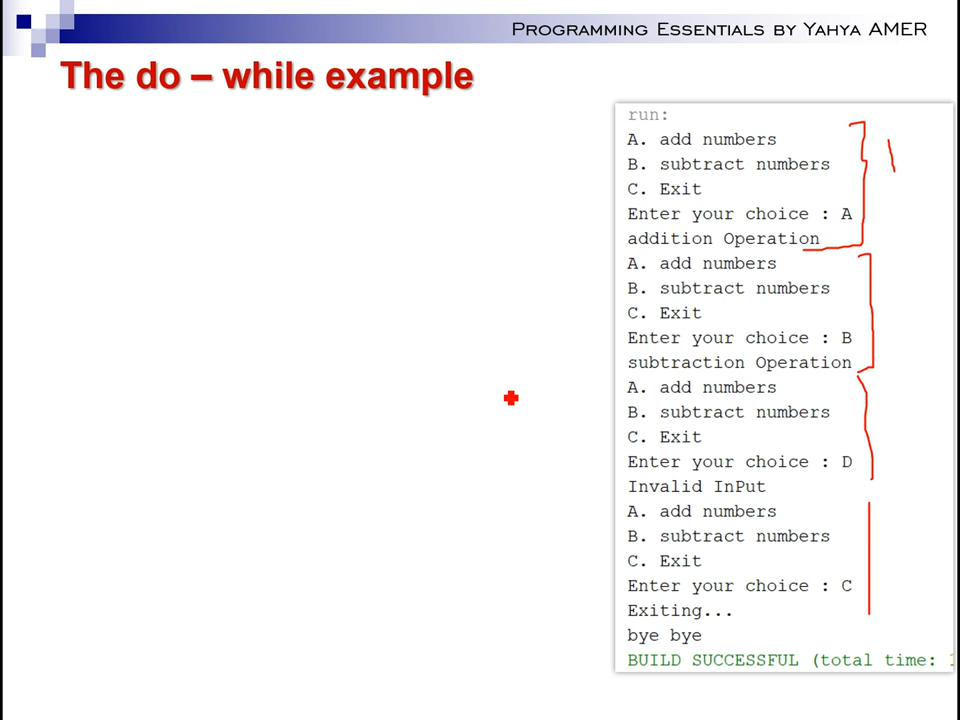 Programming Essentials by Yahya AMER
The do – while example
run:
A. add numbers
B. subtract numbers
C. Exit
Enter your choice : A
addition Operation
A. add numbers
B. subtract numbers
C. Exit
Enter your choice : B
subtraction Operation
A. add numbers
B. subtract numbers
C. Exit
Enter your choice : D
Invalid InPut
A. add numbers
B. subtract numbers
C. Exit
Enter your choice : C
Exiting...
bye bye
BUILD SUCCESSFUL (total time: